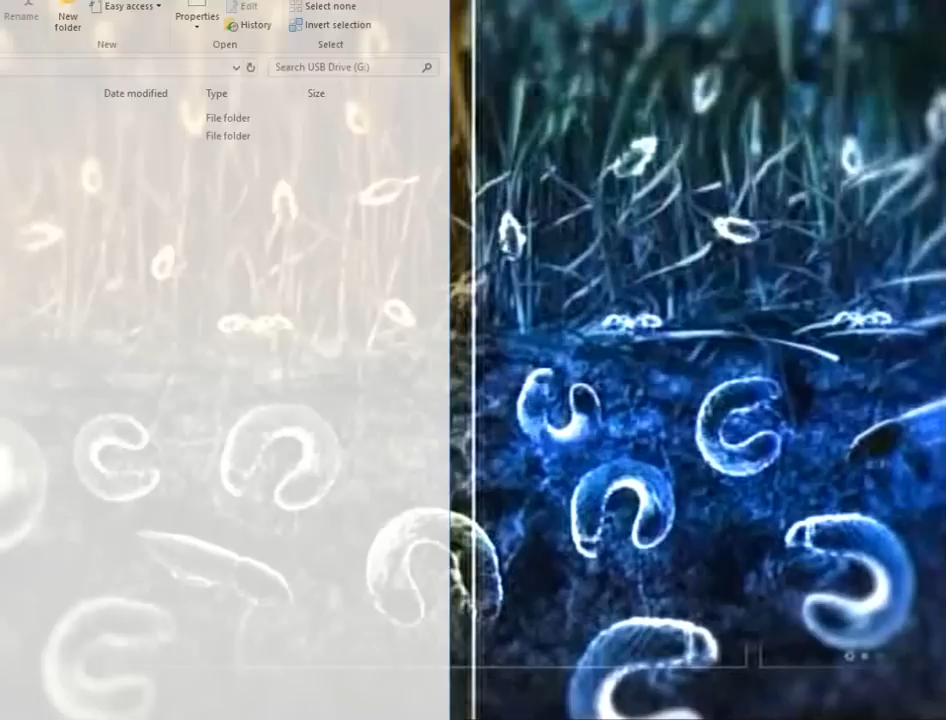 Rename
New
folder
Easy access
New
Properties
Edit
History
Open
Select none
Invert selection
Select
Search USB Drive (G:)
Date modified
Type
Size
File folder
File folder